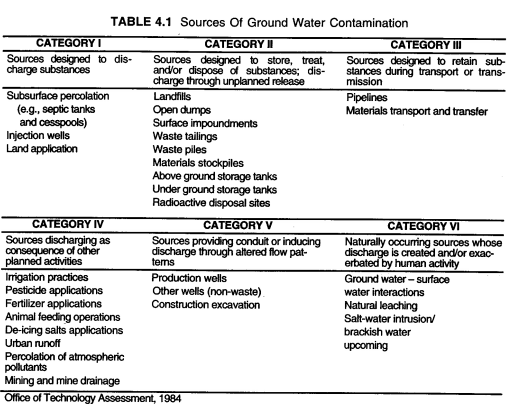 TABLE 4.1 Sources Of Ground Water Contamination
CATEGORY I
Sources designed to dis-
charge substances
Subsurface percolation
(e.g., septic tanks
and cesspools)
Injection wells
Land application
CATEGORY II
Sources designed to store, treat,
and/or dispose of substances; dis-
charge through unplanned release
Landfills
Open dumps
Surface impoundments
Waste tailings
Waste piles
Materials stockpiles
Above ground storage tanks
Under ground storage tanks
Radioactive disposal sites
CATEGORY III
Sources designed to retain sub-
stances during transport or trans-
mission
Pipelines
Materials transport and transfer
CATEGORY IV
Sources discharging as
consequence of other
planned activities
Irrigation practices
Pesticide applications
Fertilizer applications
Animal feeding operations
De-icing salts applications
Urban runoff
Percolation of atmospheric
pollutants
Mining and mine drainage
CATEGORY V
Sources providing conduit or inducing
discharge through altered flow pat-
terns
Production wells
Other wells (non-waste)
Construction excavation
CATEGORY VI
Naturally occurring sources whose
discharge is created and/or exac-
erbated by human activity
Ground water – surface
water interactions
Natural leaching
Salt-water intrusion/
brackish water
upcoming
Office of Technology Assessment, 1984